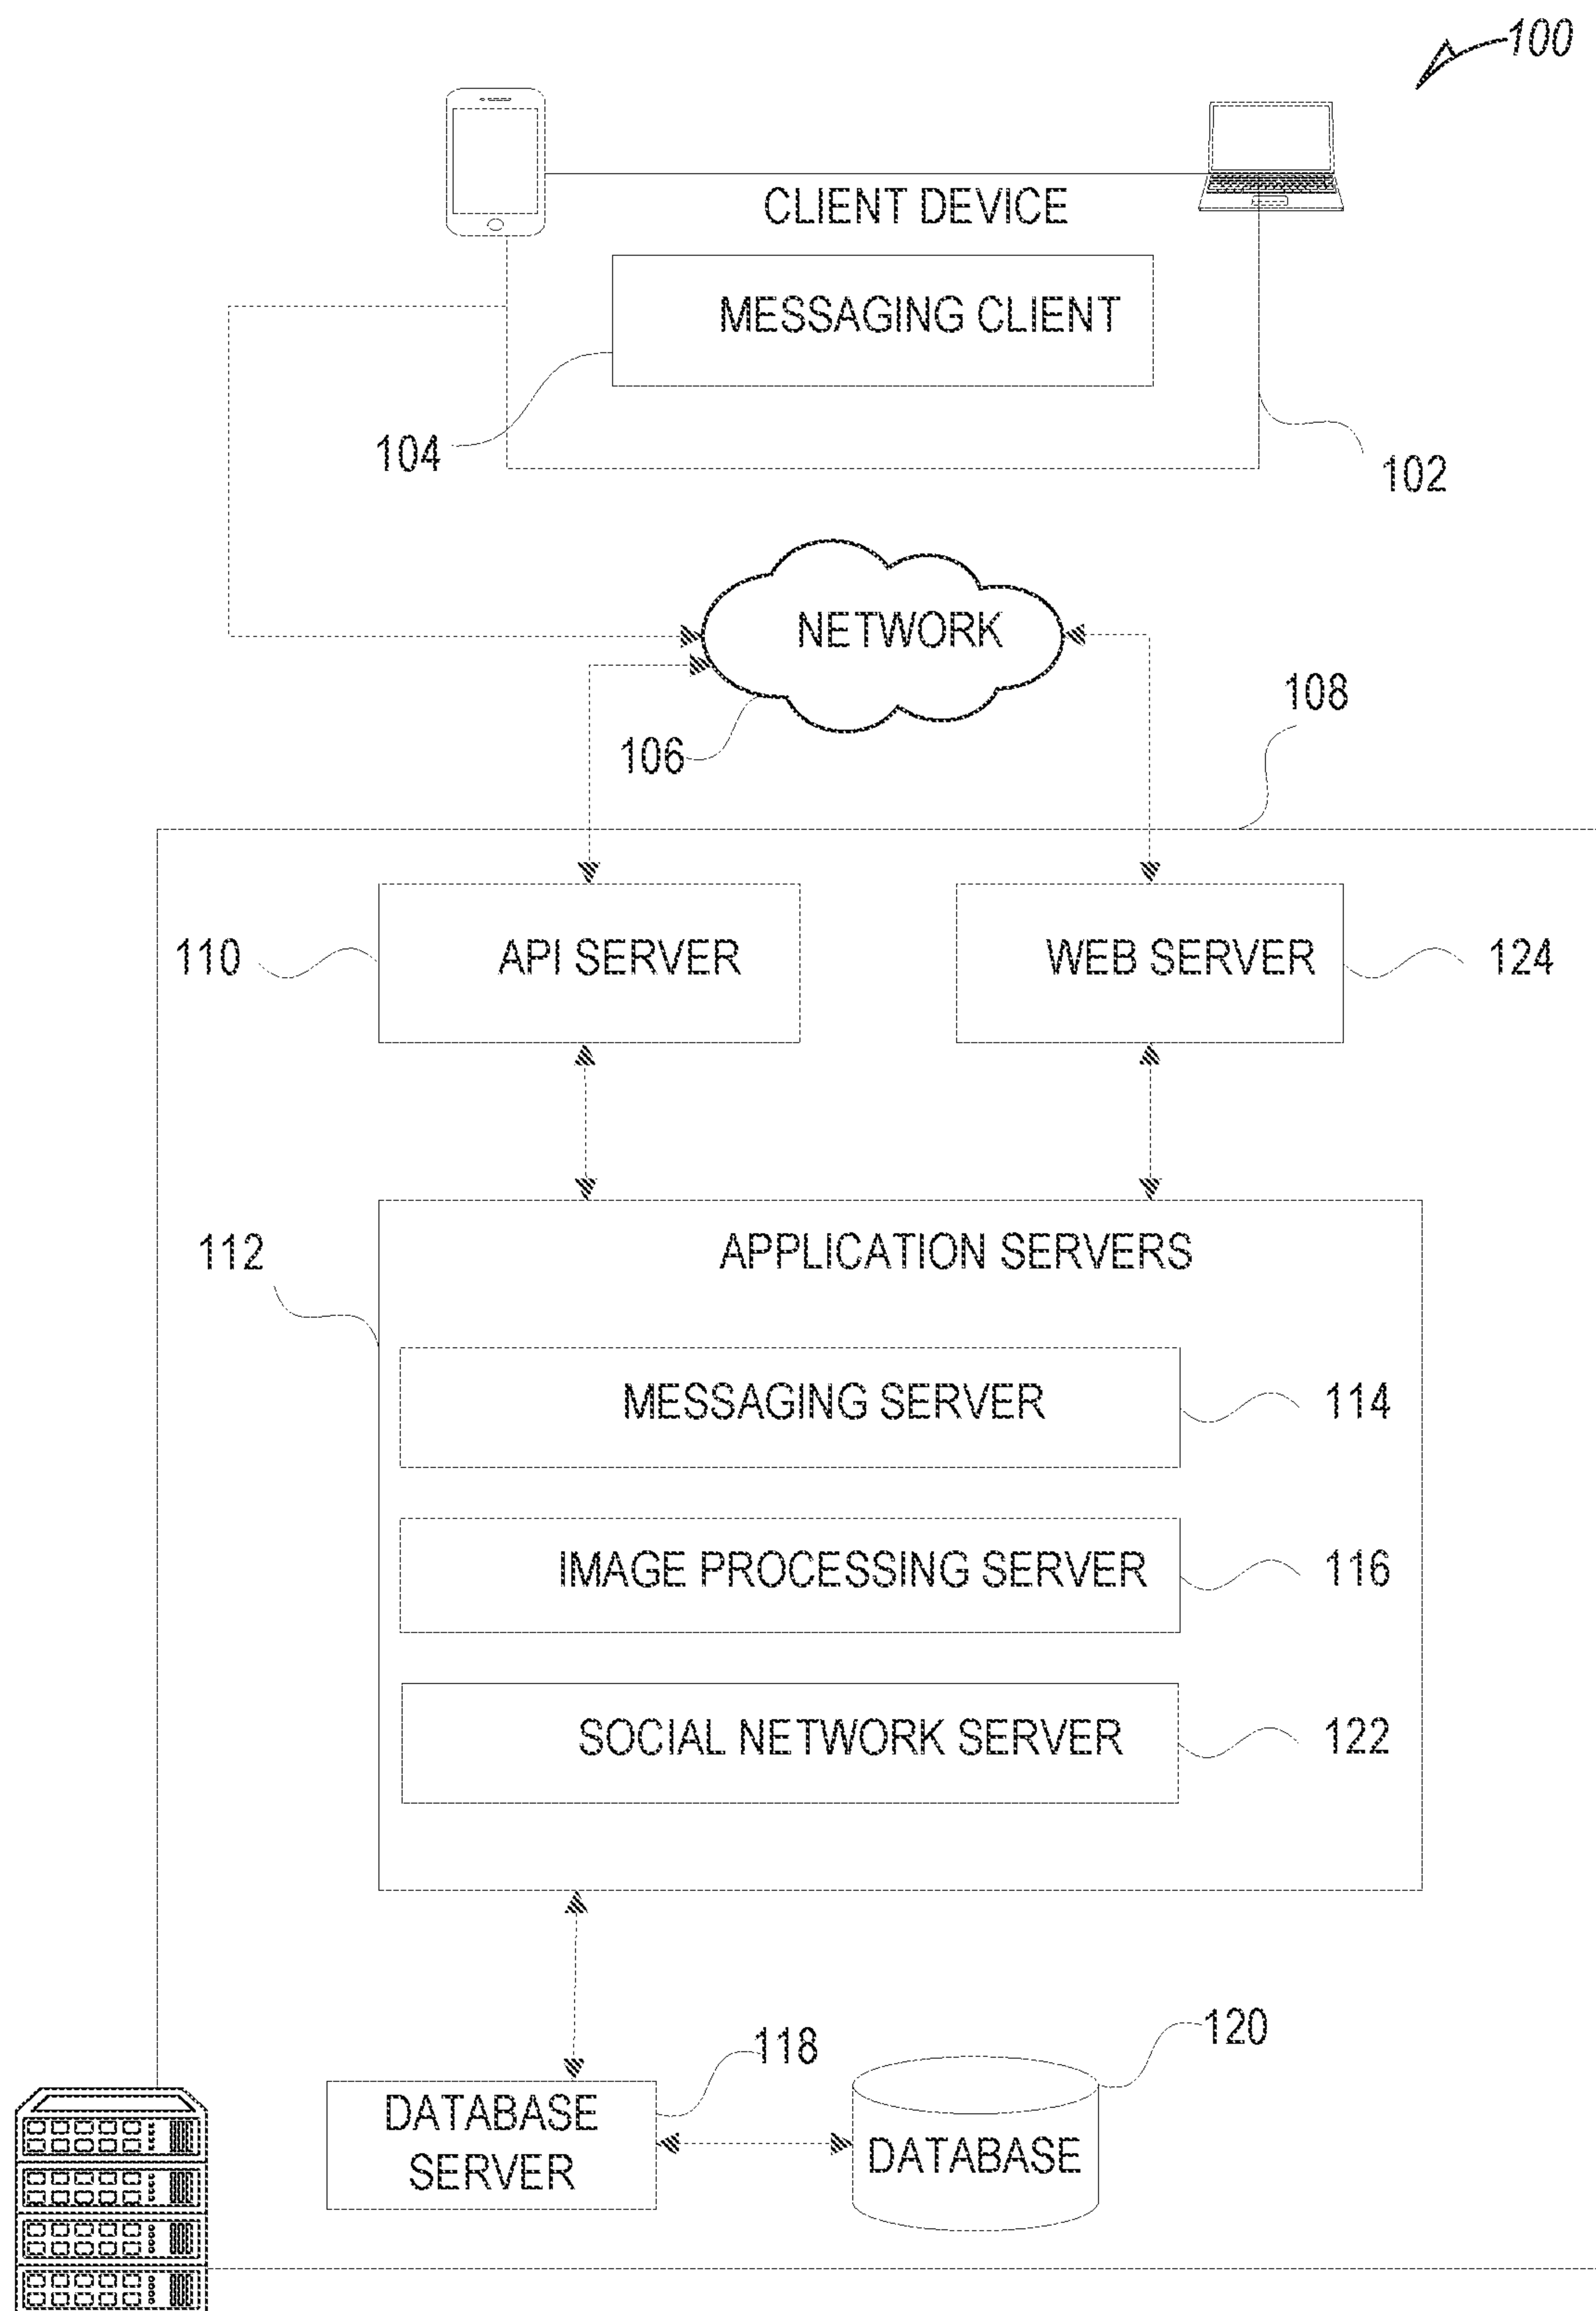 100
CLIENT DEVICE
MESSAGING CLIENT
104
102
NETWORK
106
108
110
API SERVER
WEB SERVER
124
112
APPLICATION SERVERS
MESSAGING SERVER
114
IMAGE PROCESSING SERVER
116
SOCIAL NETWORK SERVER
122
118
120
DATABASE
SERVER
DATABASE